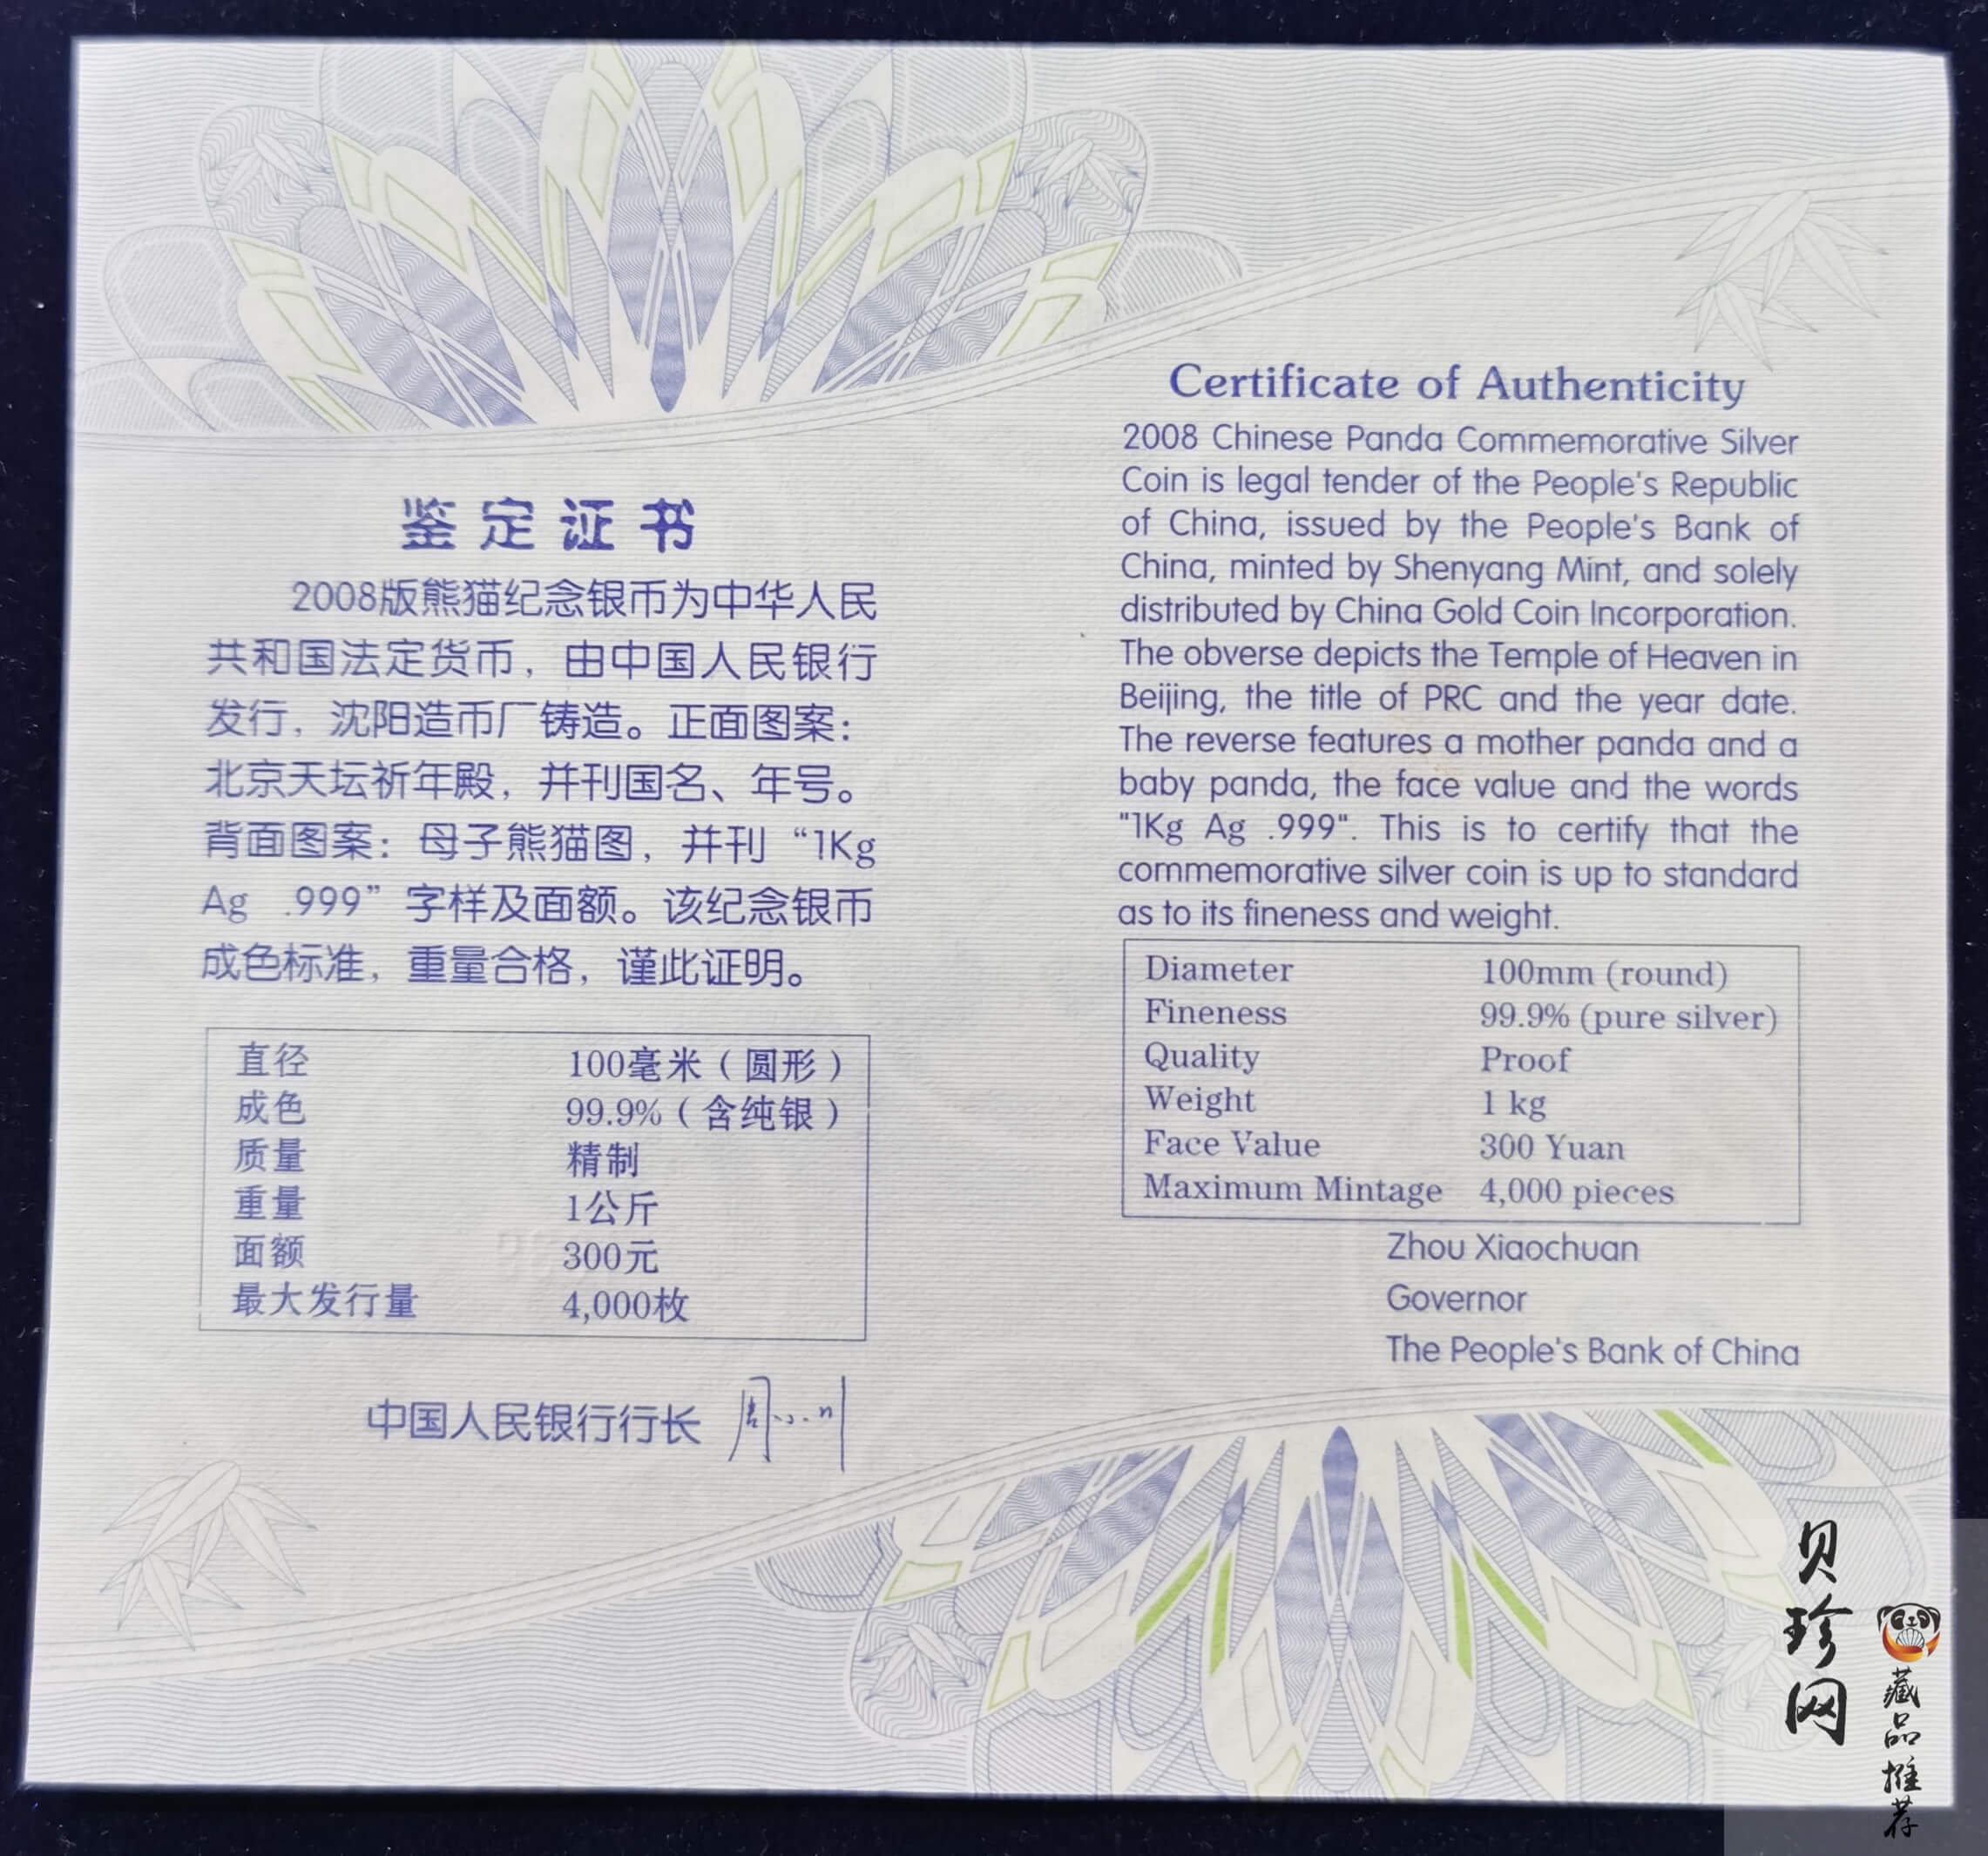 鉴定证书
2008版熊猫纪念银币为中华人民
共和国法定货币，由中国人民银行
发行，沈阳造币厂铸造。正面图案：
北京天坛祈年殿，并刊国名、年号。
背面图案：母子熊猫图，并刊“1Kg
Ag .999”字样及面额。该纪念银币
成色标准，重量合格，谨此证明。
直径 100毫米（圆形）
成色 99.9%（含纯银）
质量 精制
重量 1公斤
面额 300元
最大发行量 4,000枚
中国人民银行行长 周小川
Certificate of Authenticity
2008 Chinese Panda Commemorative Silver
Coin is legal tender of the People's Republic
of China, issued by the People's Bank of
China, minted by Shenyang Mint, and solely
distributed by China Gold Coin Incorporation.
The obverse depicts the Temple of Heaven in
Beijing, the title of PRC and the year date.
The reverse features a mother panda and a
baby panda, the face value and the words
"1Kg Ag .999". This is to certify that the
commemorative silver coin is up to standard
as to its fineness and weight.
Diameter 100mm (round)
Fineness 99.9% (pure silver)
Quality Proof
Weight 1 kg
Face Value 300 Yuan
Maximum Mintage 4,000 pieces
Zhou Xiaochuan
Governor
The People's Bank of China
贝珍网
藏品推荐